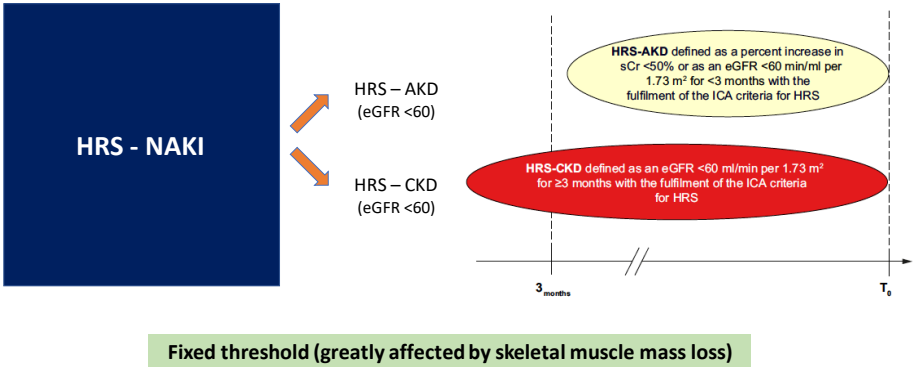 HRS - NAKI
HRS – AKD
(eGFR <60)
HRS – CKD
(eGFR <60)
HRS-AKD defined as a percent increase in
sCr <50% or as an eGFR <60 min/ml per
1.73 m² for <3 months with the
fulfilment of the ICA criteria for HRS
HRS-CKD defined as an eGFR <60 ml/min per 1.73 m²
for ≥3 months with the fulfilment of the ICA criteria
for HRS
3 months
T₀
Fixed threshold (greatly affected by skeletal muscle mass loss)